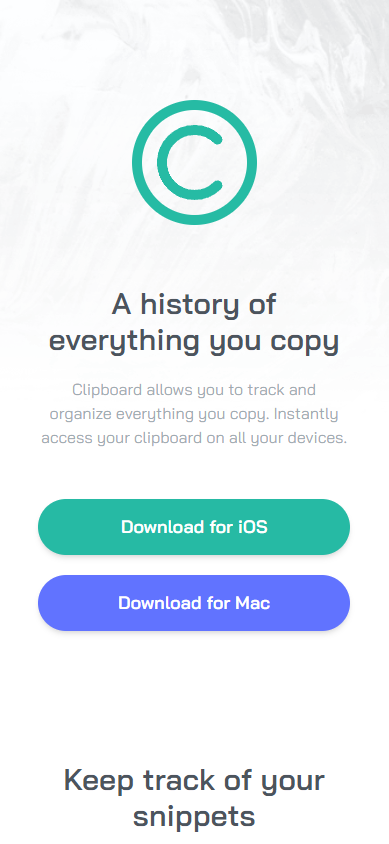 A history of
everything you copy
Clipboard allows you to track and
organize everything you copy. Instantly
access your clipboard on all your devices.
Download for iOS
Download for Mac
Keep track of your
snippets